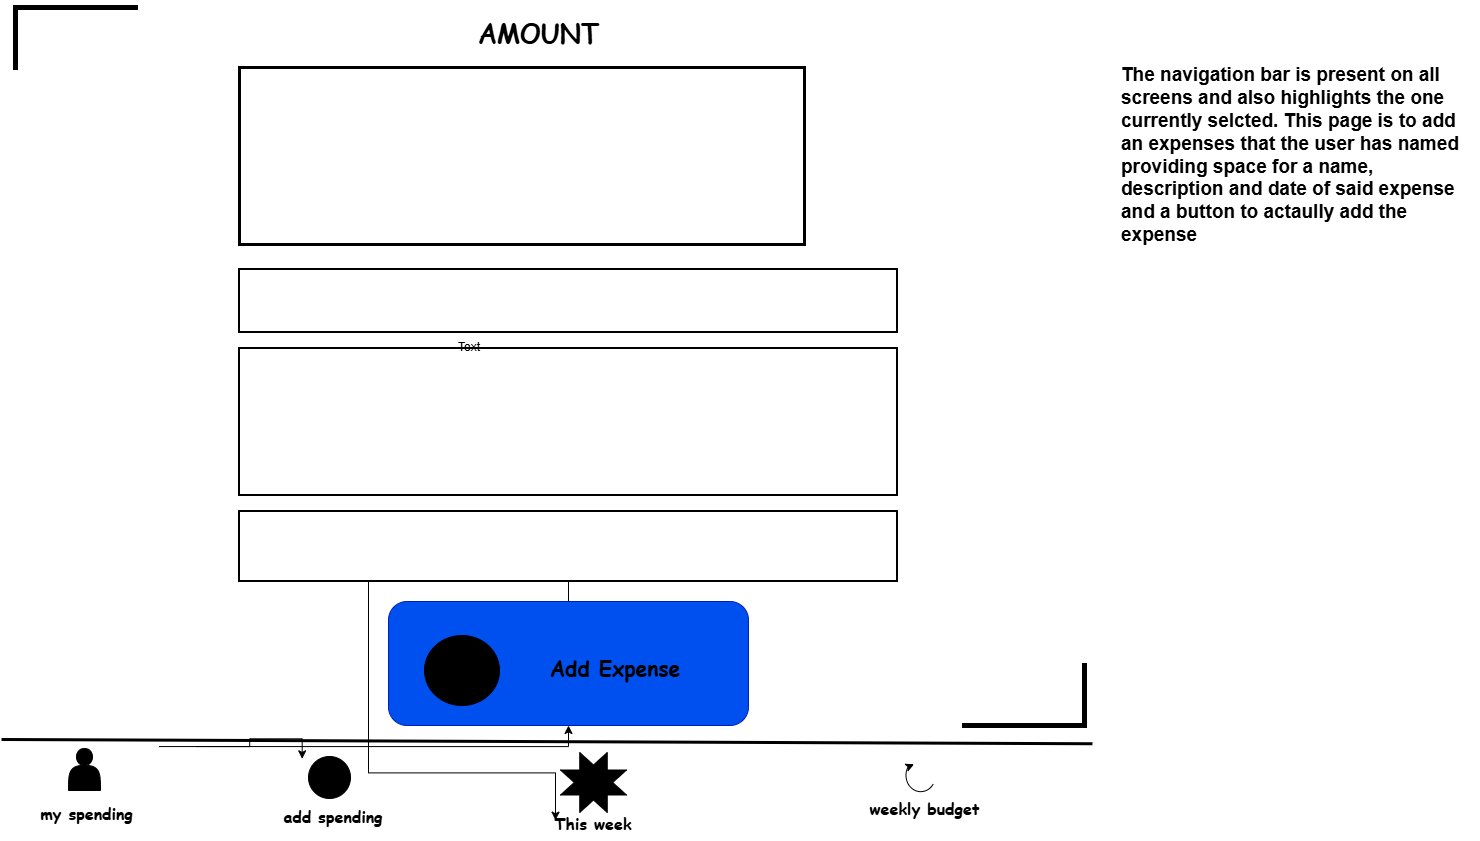 AMOUNT
The navigation bar is present on all
screens and also highlights the one
currently selcted. This page is to add
an expenses that the user has named
providing space for a name,
description and date of said expense
and a button to actaully add the
expense
Text
Add Expense
my spending
add spending
This week
weekly budget